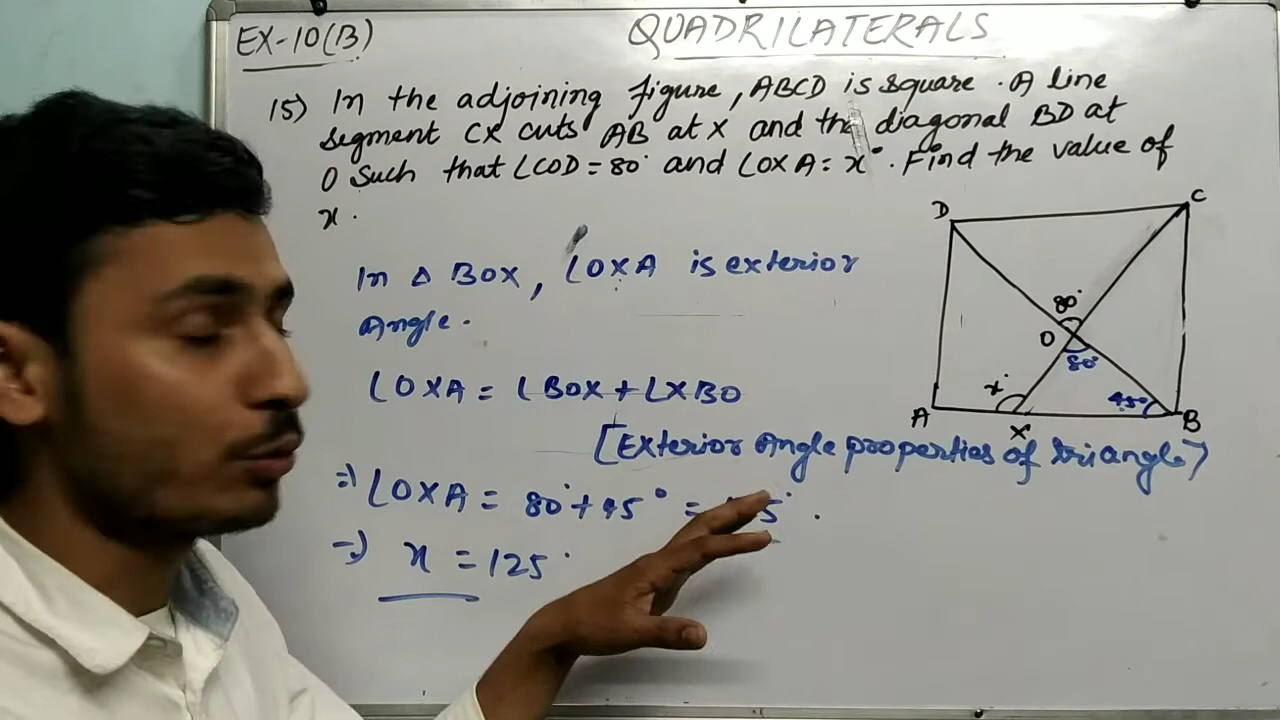 EX-10(B)
QUADRILATERALS
15) In the adjoining figure, ABCD is square. A line
segment CX cuts AB at X and the diagonal BD at
O Such that ∠COD = 80° and ∠OXA = x°. Find the value of
x.
In Δ BOX, ∠OXA is exterior
Angle.
∠OXA = ∠BOX + ∠XBO
[Exterior Angle properties of triangle]
⇒ ∠OXA = 80° + 45° =
⇒ x = 125°
D
C
80°
O
80°
x°
45°
A
X
B